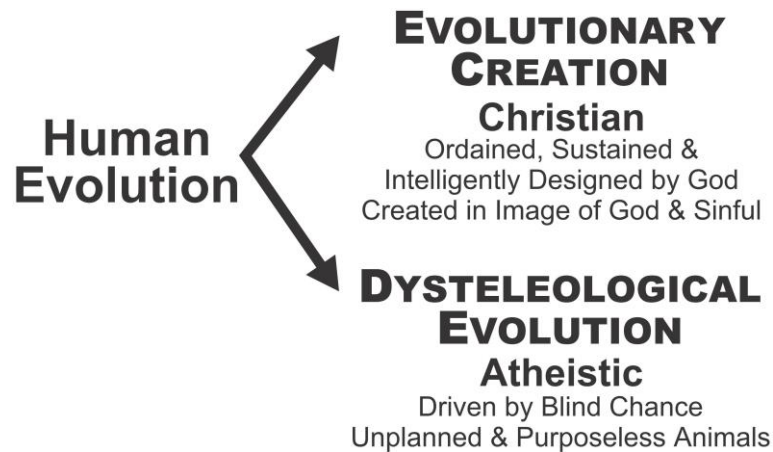 Human
Evolution
EVOLUTIONARY
CREATION
Christian
Ordained, Sustained &
Intelligently Designed by God
Created in Image of God & Sinful
DYSTELEOLOGICAL
EVOLUTION
Atheistic
Driven by Blind Chance
Unplanned & Purposeless Animals